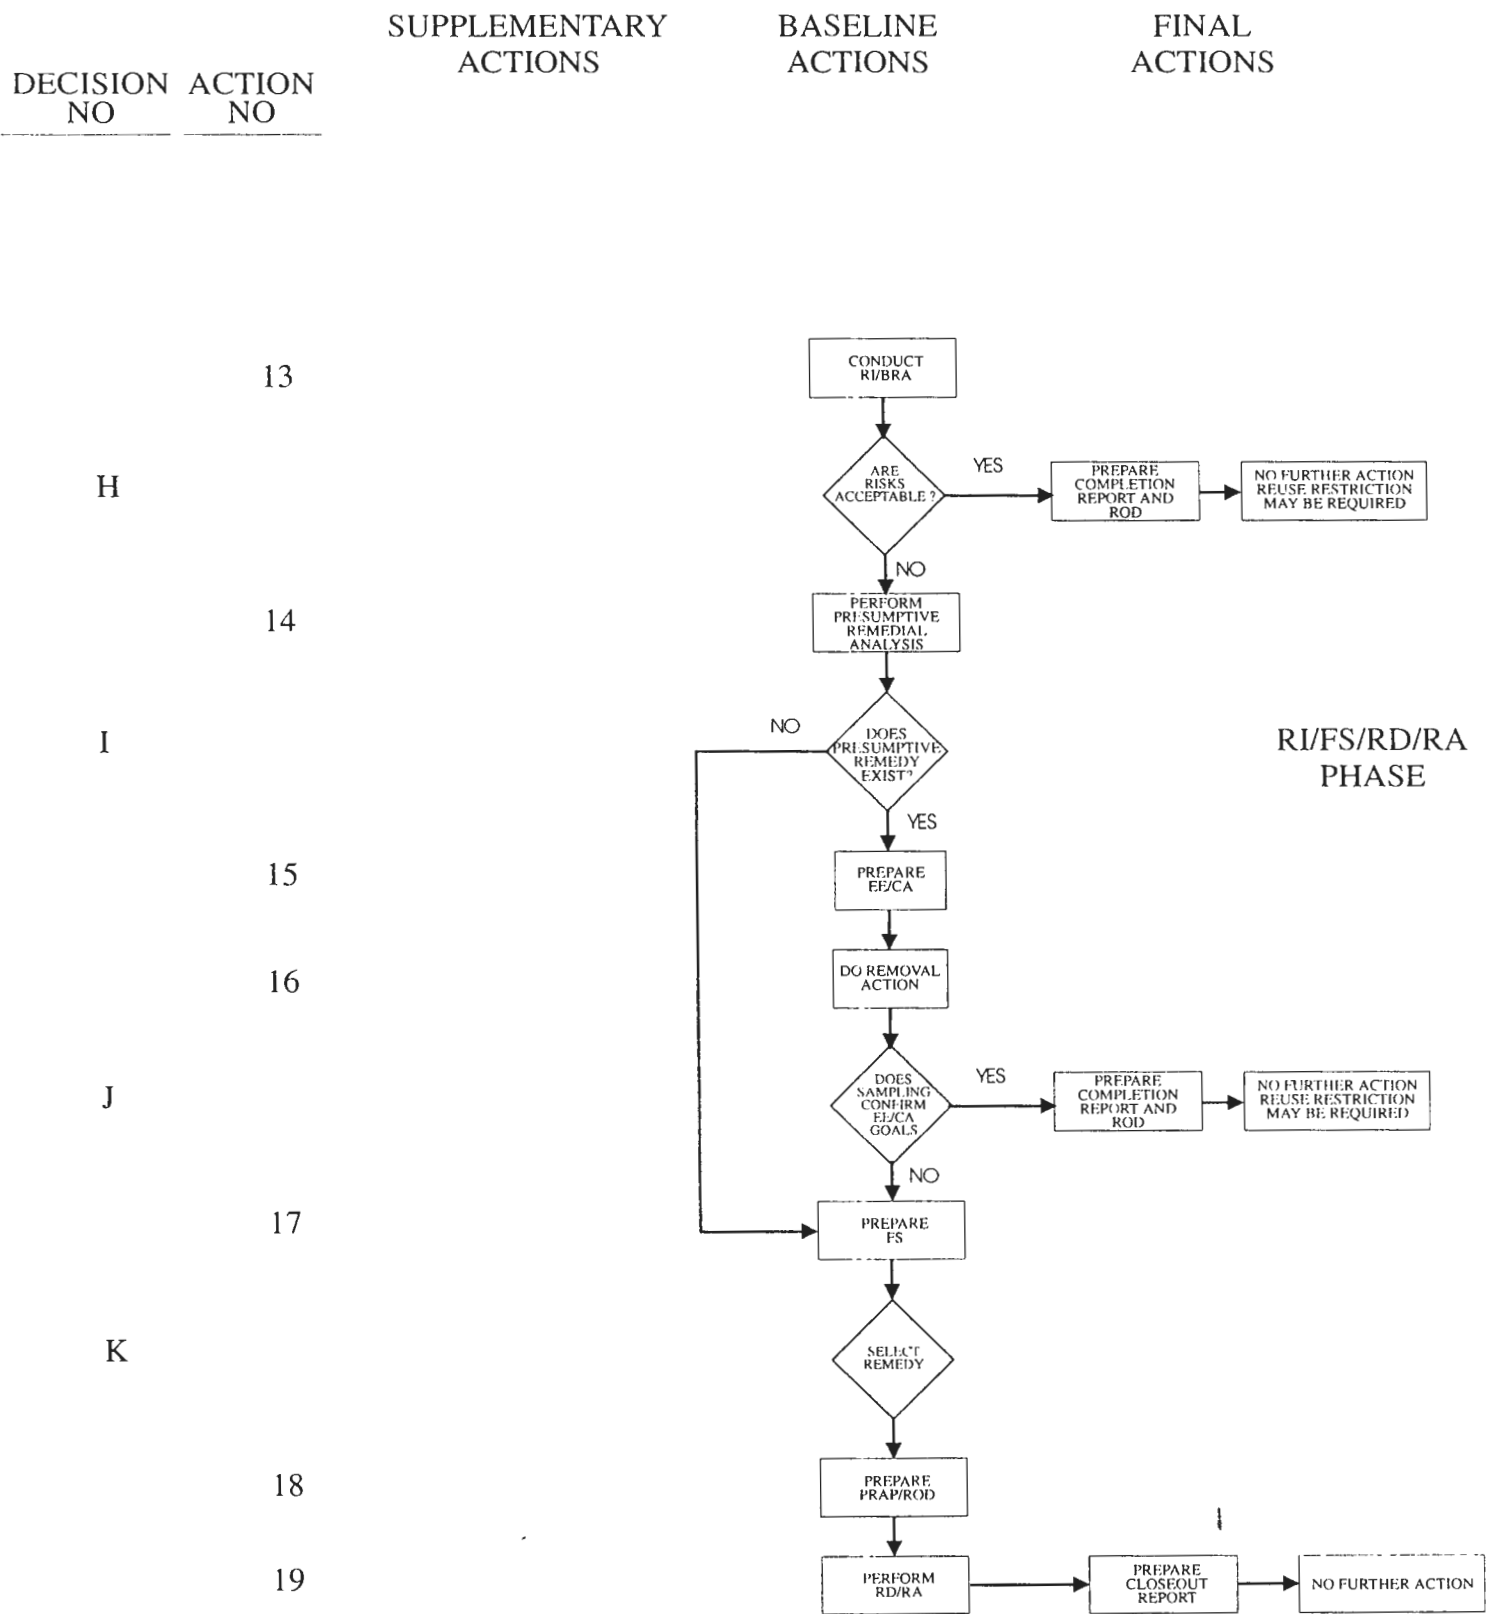 SUPPLEMENTARY
ACTIONS
BASELINE
ACTIONS
FINAL
ACTIONS
DECISION
NO
ACTION
NO
13
CONDUCT
RI/BRA
H
ARE
RISKS
ACCEPTABLE ?
YES
PREPARE
COMPLETION
REPORT AND
ROD
NO FURTHER ACTION
REUSE RESTRICTION
MAY BE REQUIRED
NO
14
PERFORM
PRESUMPTIVE
REMEDIAL
ANALYSIS
I
NO
DOES
PRESUMPTIVE
REMEDY
EXIST?
RI/FS/RD/RA
PHASE
YES
15
PREPARE
EE/CA
16
DO REMOVAL
ACTION
J
DOES
SAMPLING
CONFIRM
EE/CA
GOALS
YES
PREPARE
COMPLETION
REPORT AND
ROD
NO FURTHER ACTION
REUSE RESTRICTION
MAY BE REQUIRED
NO
17
PREPARE
FS
K
SELECT
REMEDY
18
PREPARE
PRAP/ROD
19
PERFORM
RD/RA
PREPARE
CLOSEOUT
REPORT
NO FURTHER ACTION